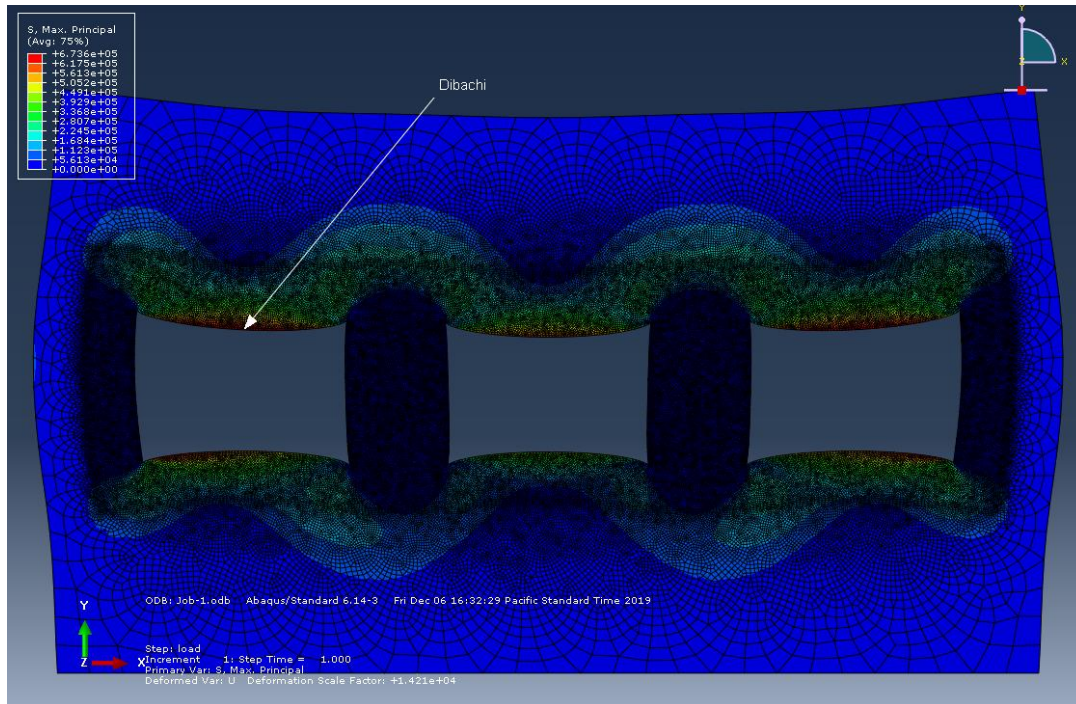 S, Max. Principal
(Avg: 75%)
+6.736e+05
+6.175e+05
+5.613e+05
+5.052e+05
+4.491e+05
+3.929e+05
+3.368e+05
+2.807e+05
+2.245e+05
+1.684e+05
+1.123e+05
+5.613e+04
+0.000e+00
Y
Z X
Dibachi
ODB: Job-1.odb Abaqus/Standard 6.14-3 Fri Dec 06 16:32:29 Pacific Standard Time 2019
Y
Z X
Step: load
Increment 1: Step Time = 1.000
Primary Var: S, Max. Principal
Deformed Var: U Deformation Scale Factor: +1.421e+04